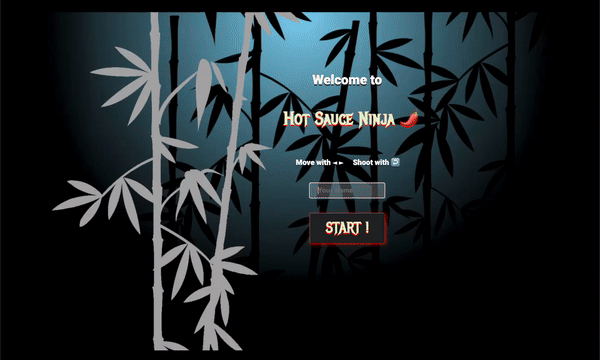 Welcome to
Hot Sauce Ninja 🌶️
Move with ◄ ► Shoot with
Your Name
START !